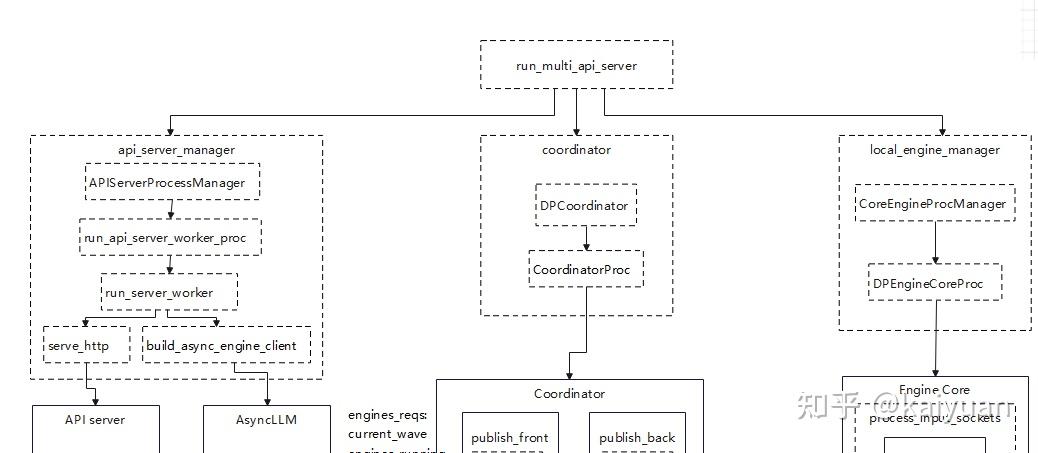 run_multi_api_server
api_server_manager
APIServerProcessManager
run_api_server_worker_proc
run_server_worker
serve_http
build_async_engine_client
API server
AsyncLLM
coordinator
DPCoordinator
CoordinatorProc
engines_reqs:
current_wave
engines_running
Coordinator
publish_front
publish_back
local_engine_manager
CoreEngineProcManager
DPEngineCoreProc
Engine Core
process_input_sockets
知乎 @kaiyuan